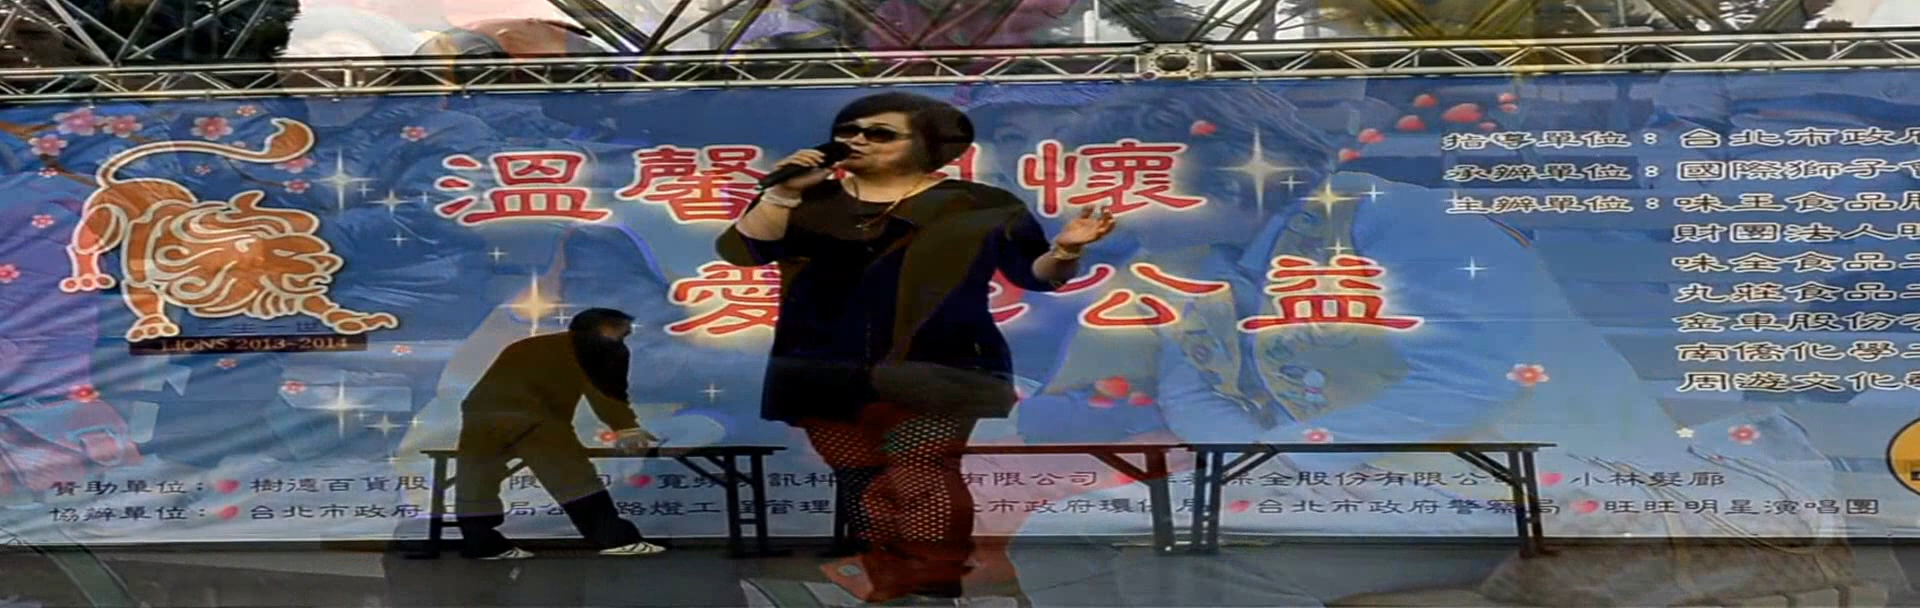 溫馨 懷
愛 公益
LIONS 2013~2014
指導單位：台北市政府
承辦單位：國際獅子會
主辦單位：味王食品股
財團法人
味全食品
九莊食品
金車股份
南僑化學
周遊文化
贊助單位： 樹德百貨股 限 司 訊科 有限公司 全股份有限公 小林髮廊
協辦單位： 台北市政府工 局公 路燈工 管理 北市政府環保局 台北市政府警察局 旺旺明星演唱團